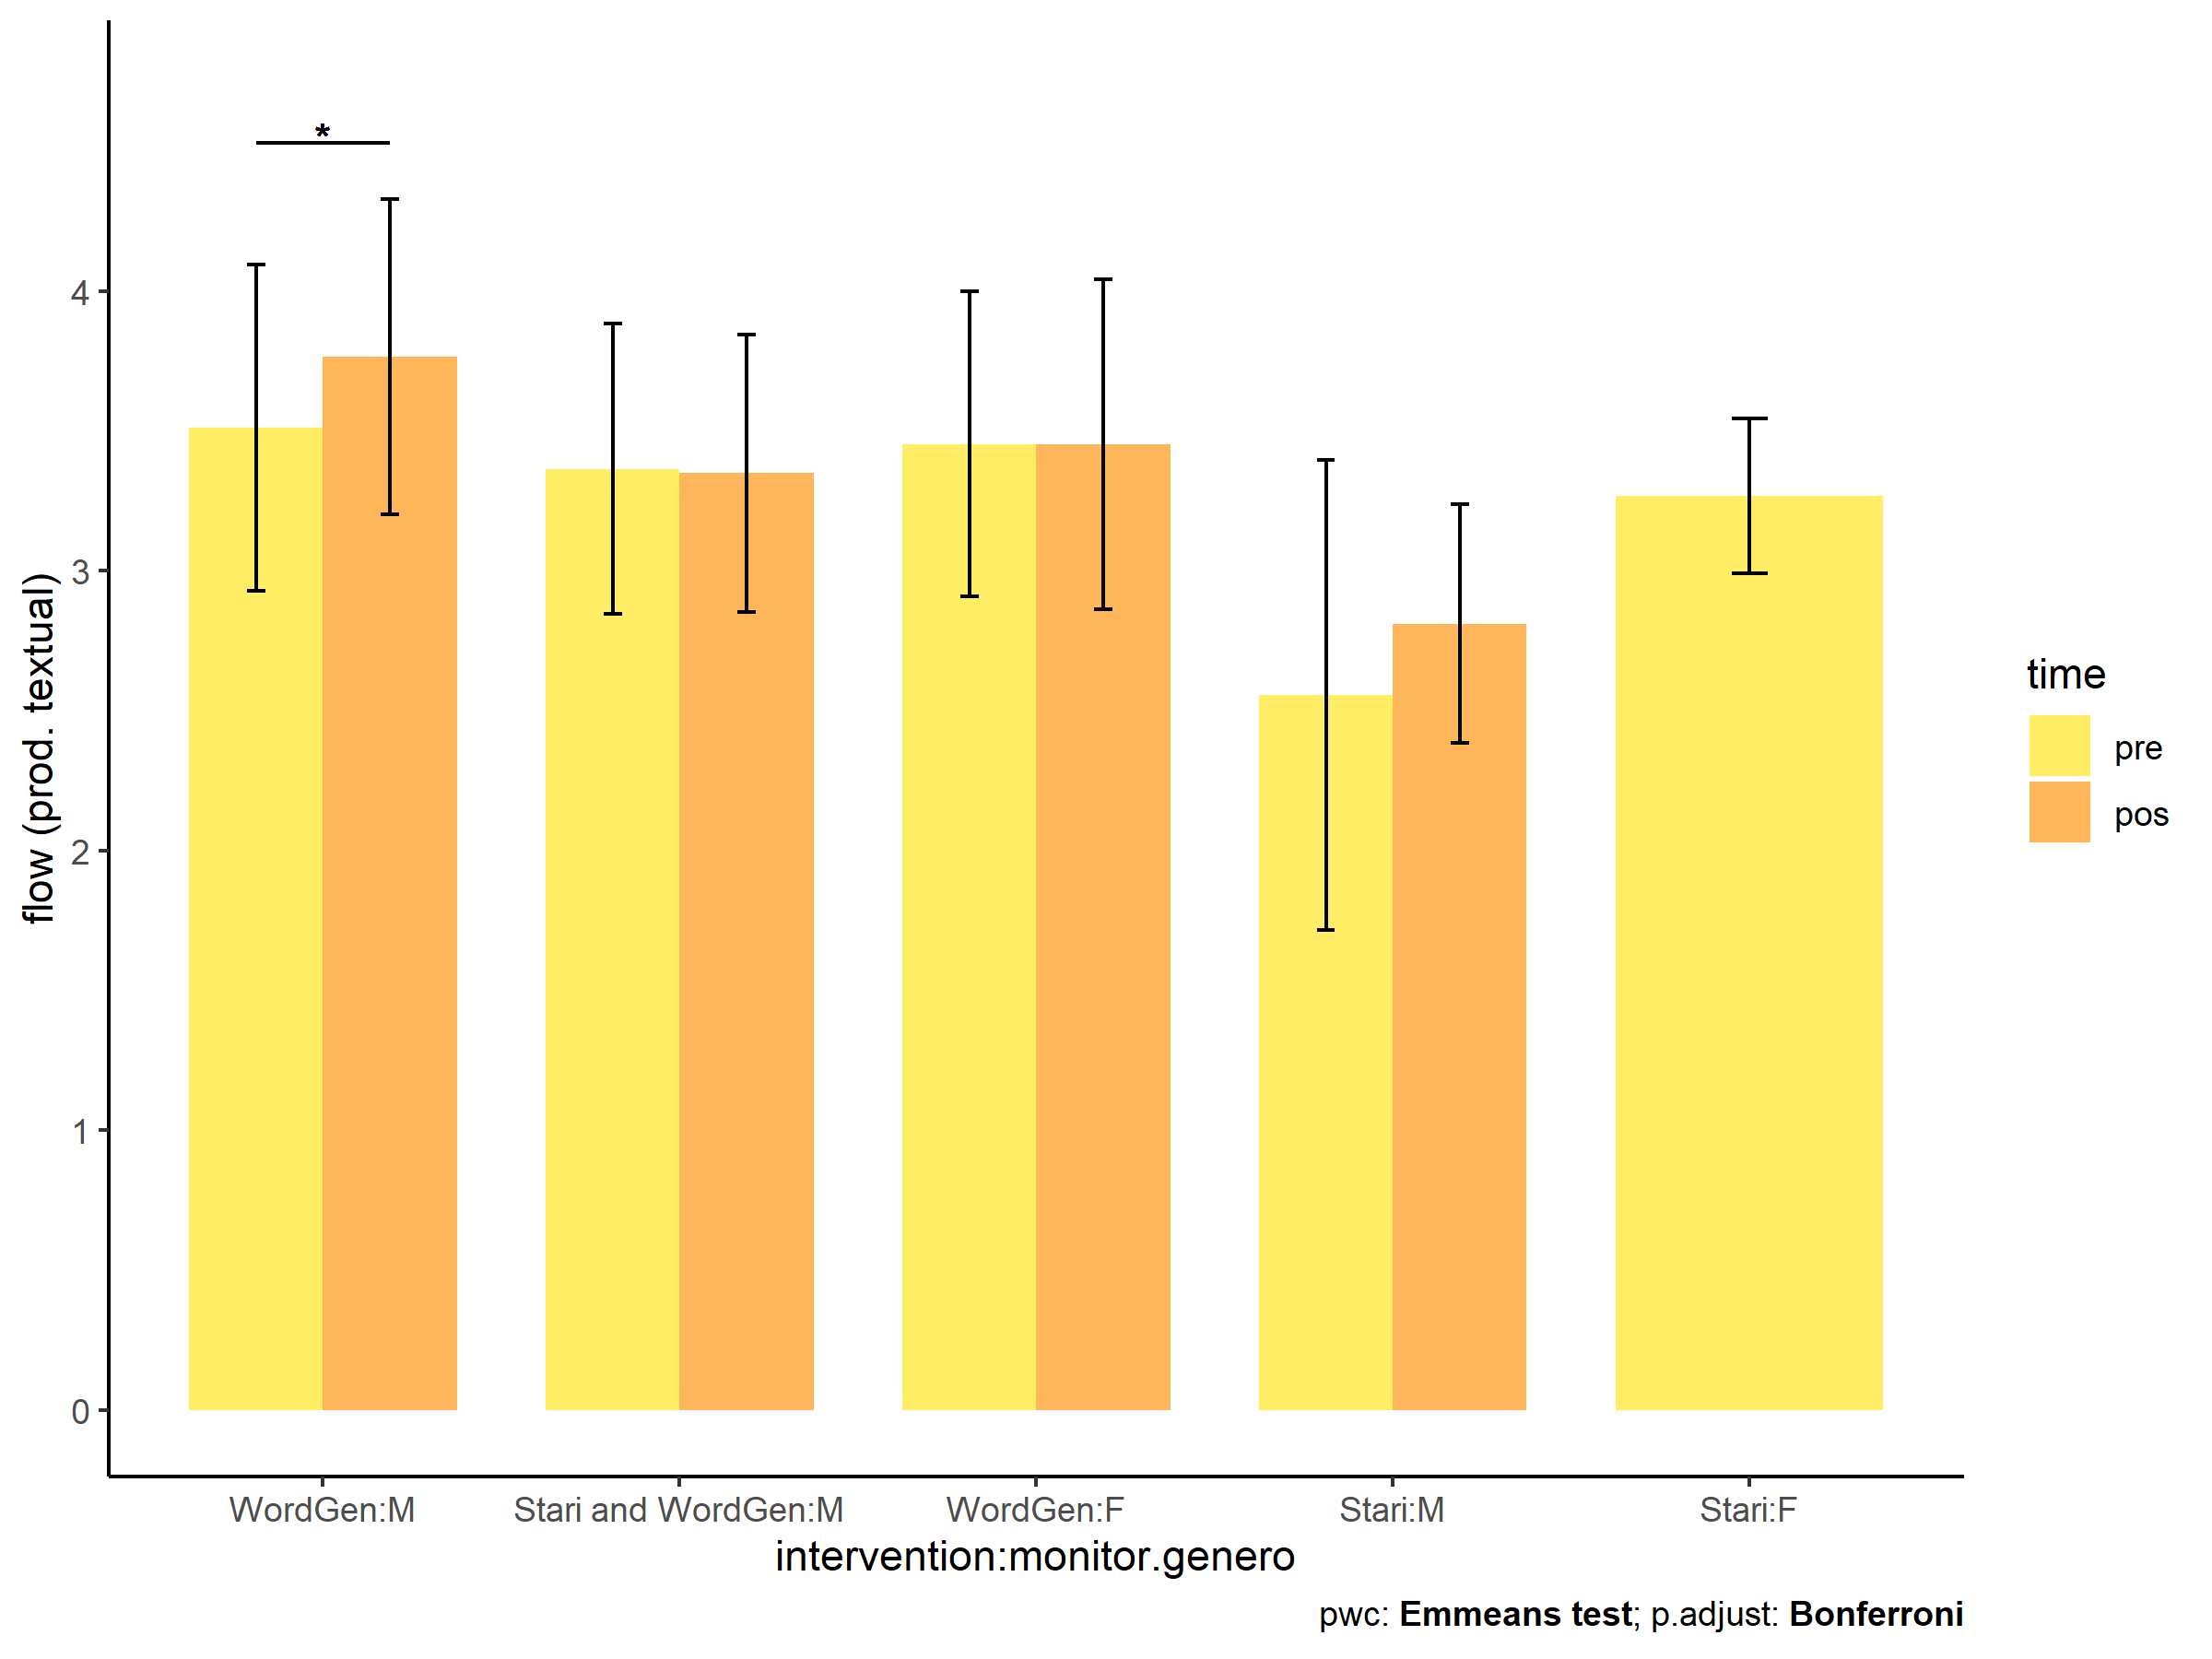 *
4
3
2
1
0
flow (prod. textual)
WordGen:M
Stari and WordGen:M
WordGen:F
Stari:M
Stari:F
intervention:monitor.genero
pwc: Emmeans test; p.adjust: Bonferroni
time
pre
pos